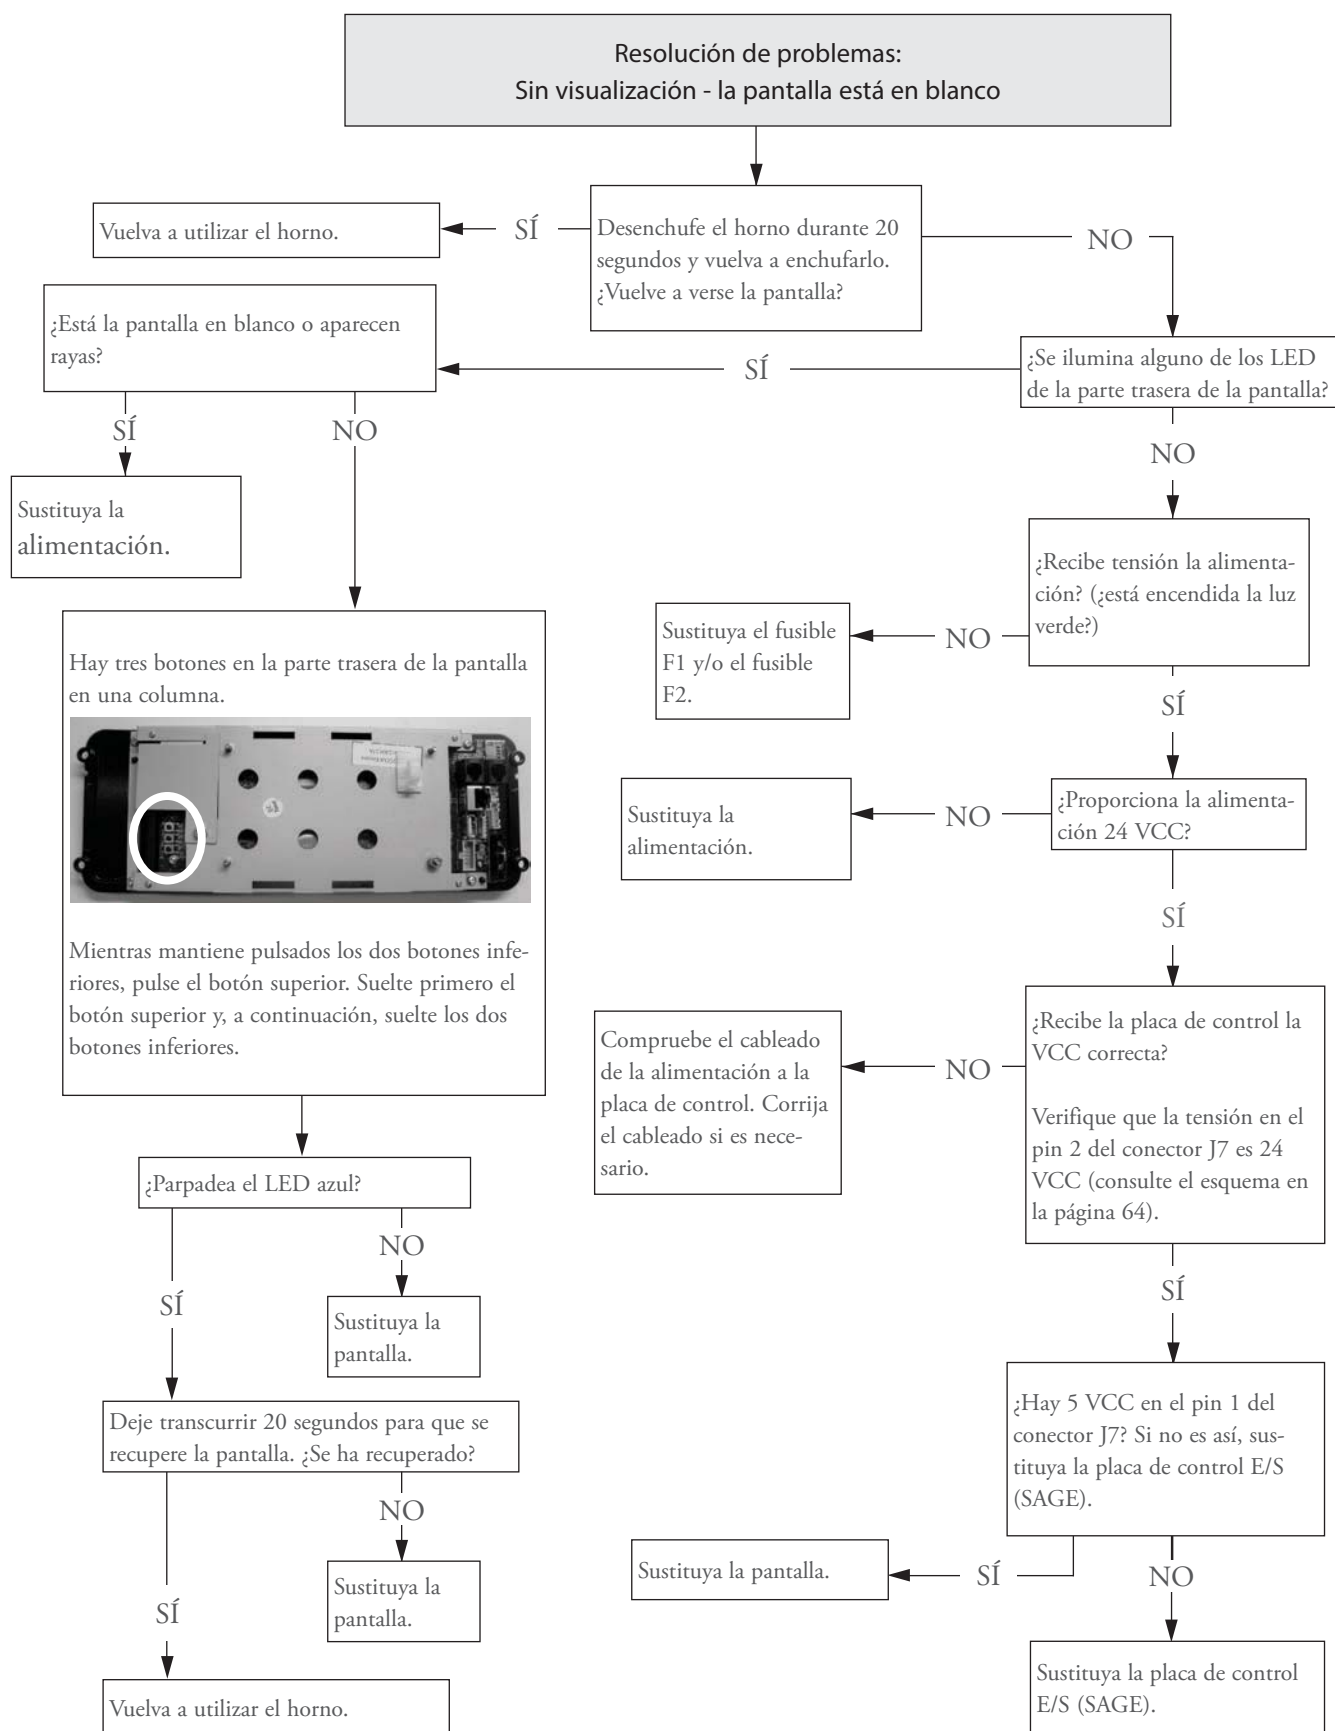 Resolución de problemas:
Sin visualización - la pantalla está en blanco
Desenchufe el horno durante 20
segundos y vuelva a enchufarlo.
¿Vuelve a verse la pantalla?
SÍ
Vuelva a utilizar el horno.
NO
¿Se ilumina alguno de los LED
de la parte trasera de la pantalla?
SÍ
¿Está la pantalla en blanco o aparecen
rayas?
SÍ
Sustituya la
alimentación.
NO
Hay tres botones en la parte trasera de la pantalla
en una columna.
Mientras mantiene pulsados los dos botones infe-
riores, pulse el botón superior. Suelte primero el
botón superior y, a continuación, suelte los dos
botones inferiores.
¿Parpadea el LED azul?
NO
Sustituya la
pantalla.
SÍ
Deje transcurrir 20 segundos para que se
recupere la pantalla. ¿Se ha recuperado?
NO
Sustituya la
pantalla.
SÍ
Vuelva a utilizar el horno.
NO
¿Recibe tensión la alimenta-
ción? (¿está encendida la luz
verde?)
NO
Sustituya el fusible
F1 y/o el fusible
F2.
SÍ
¿Proporciona la alimenta-
ción 24 VCC?
NO
Sustituya la
alimentación.
SÍ
¿Recibe la placa de control la
VCC correcta?
Verifique que la tensión en el
pin 2 del conector J7 es 24
VCC (consulte el esquema en
la página 64).
NO
Compruebe el cableado
de la alimentación a la
placa de control. Corrija
el cableado si es nece-
sario.
SÍ
¿Hay 5 VCC en el pin 1 del
conector J7? Si no es así, sus-
tituya la placa de control E/S
(SAGE).
SÍ
Sustituya la pantalla.
NO
Sustituya la placa de control
E/S (SAGE).